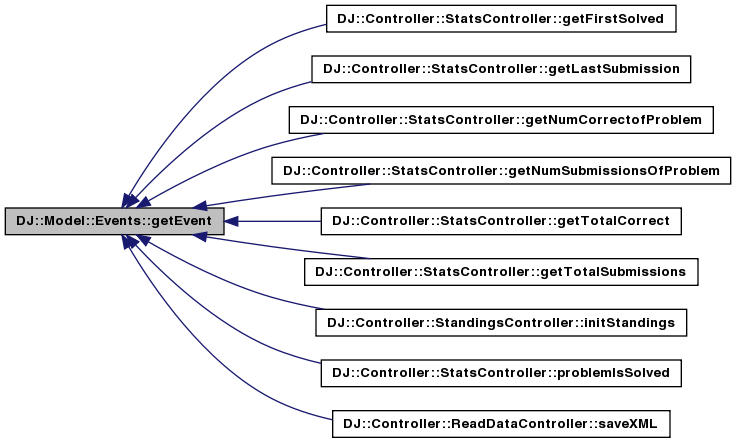 DJ::Controller::StatsController::getFirstSolved
DJ::Controller::StatsController::getLastSubmission
DJ::Controller::StatsController::getNumCorrectofProblem
DJ::Controller::StatsController::getNumSubmissionsOfProblem
DJ::Model::Events::getEvent
DJ::Controller::StatsController::getTotalCorrect
DJ::Controller::StatsController::getTotalSubmissions
DJ::Controller::StandingsController::initStandings
DJ::Controller::StatsController::problemIsSolved
DJ::Controller::ReadDataController::saveXML